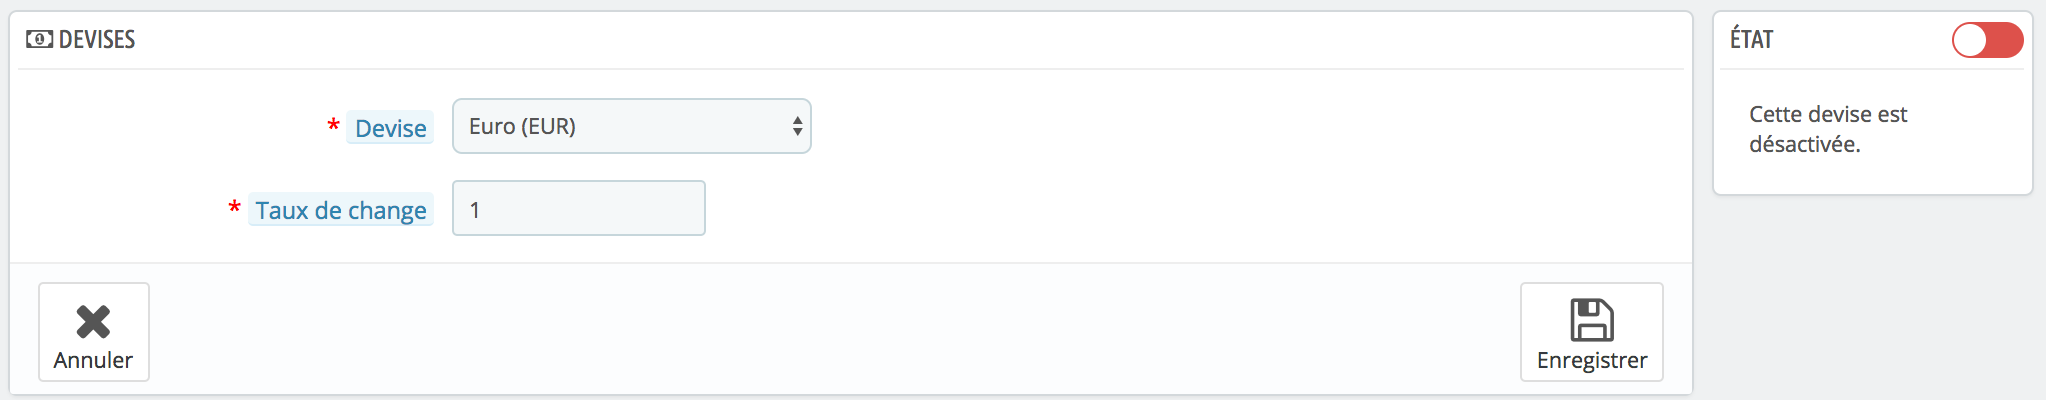 DEVISES
* Devise
Euro (EUR)
* Taux de change
1
Annuler
Enregistrer
ÉTAT
Cette devise est
désactivée.